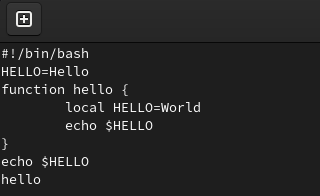 #!/bin/bash
HELLO=Hello
function hello {
        local HELLO=World
        echo $HELLO
}
echo $HELLO
hello